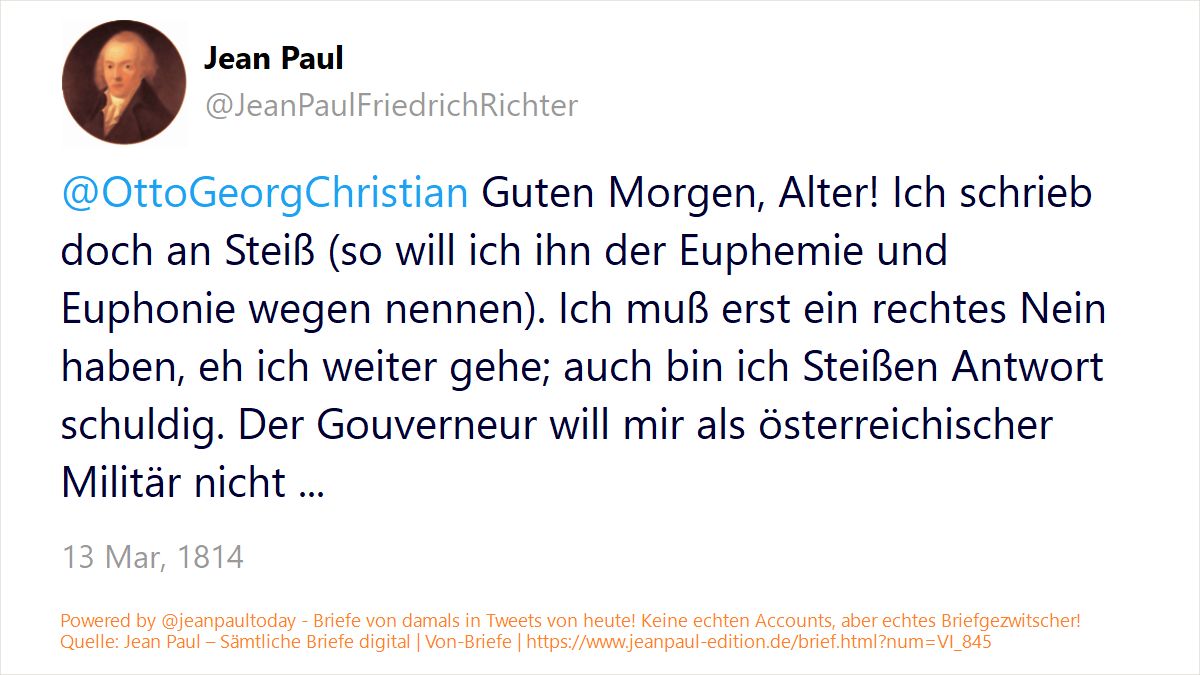 Jean Paul
@JeanPaulFriedrichRichter
@OttoGeorgChristian Guten Morgen, Alter! Ich schrieb
doch an Steiß (so will ich ihn der Euphemie und
Euphonie wegen nennen). Ich muß erst ein rechtes Nein
haben, eh ich weiter gehe; auch bin ich Steißen Antwort
schuldig. Der Gouverneur will mir als österreichischer
Militär nicht ...
13 Mar, 1814
Powered by @jeanpaultoday - Briefe von damals in Tweets von heute! Keine echten Accounts, aber echtes Briefgezwitscher!
Quelle: Jean Paul – Sämtliche Briefe digital | Von-Briefe | https://www.jeanpaul-edition.de/brief.html?num=VI_845